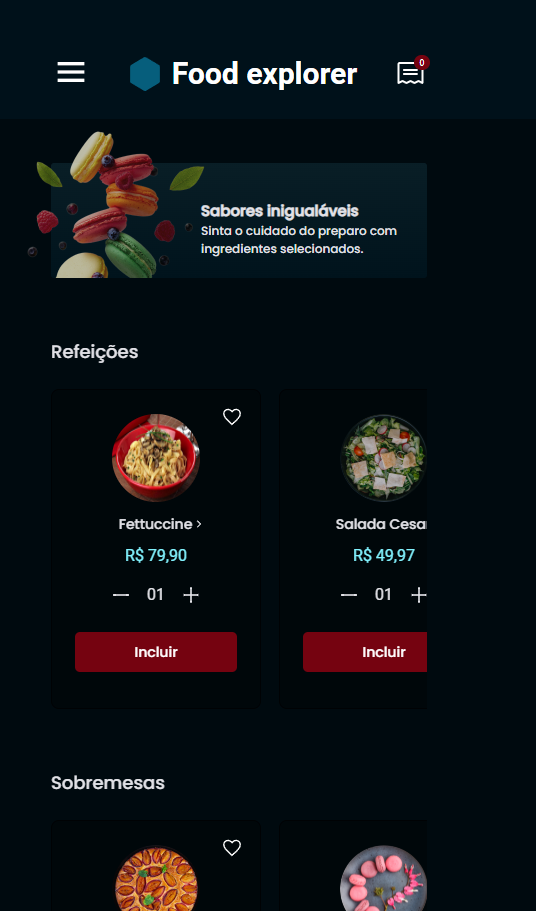 Food explorer
0
Sabores inigualáveis
Sinta o cuidado do preparo com
ingredientes selecionados.
Refeições
Fettuccine >
R$ 79,90
01
Incluir
Salada Cesa
R$ 49,97
01
Incluir
Sobremesas